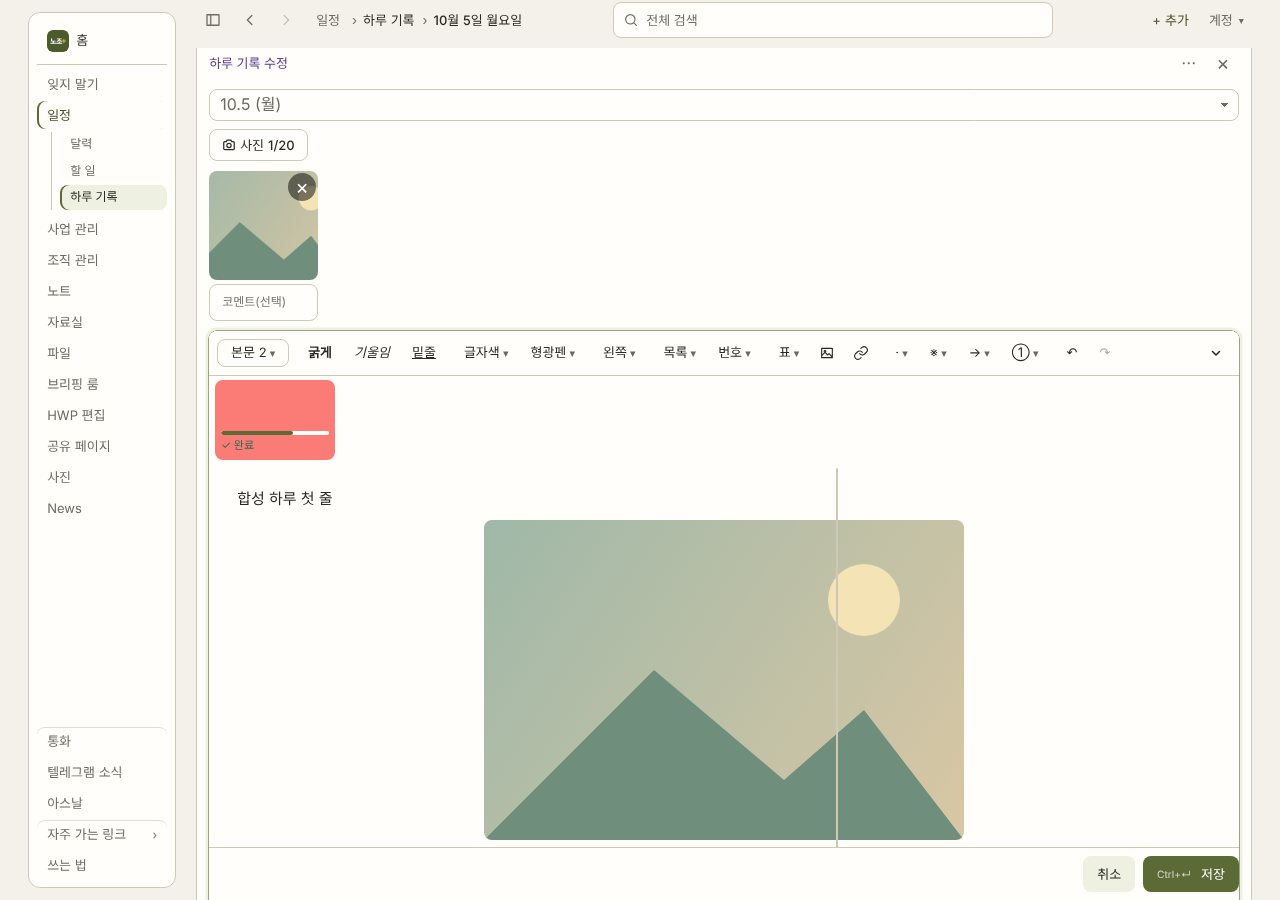 노조+ 홈
잊지 말기
일정
달력
할 일
하루 기록
사업 관리
조직 관리
노트
자료실
파일
브리핑 룸
HWP 편집
공유 페이지
사진
News
통화
텔레그램 소식
아스날
자주 가는 링크 ›
쓰는 법
일정 › 하루 기록 › 10월 5일 월요일
전체 검색
+ 추가
계정 ▾
하루 기록 수정
10.5 (월)
사진 1/20
코멘트(선택)
본문 2 ▾ 굵게 기울임 밑줄 글자색 ▾ 형광펜 ▾ 왼쪽 ▾ 목록 ▾ 번호 ▾ 표 ▾ · ▾ ※ ▾ → ▾ ① ▾ ↶ ↷
✓ 완료
합성 하루 첫 줄
취소
Ctrl+↵ 저장